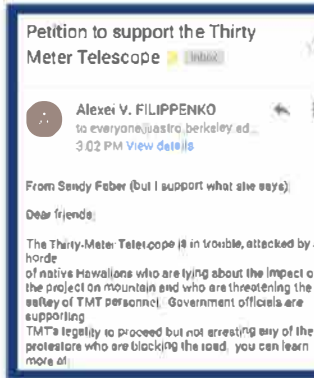 Petition to support the Thirty
Meter Telescope Inbox
Alexei V. FILIPPENKO
to everyone@astro.berkeley.ed...
3:02 PM View details
From Sandy Faber (but I support what she says)
Dear friends
The Thirty-Meter Telescope is in trouble, attacked by a
horde
of native Hawaiians who are lying about the impact o
the project on mountain and who are threatening the
saftey of TMT personnel. Government officials are
supporting
TMT's legality to proceed but not arresting any of the
protestors who are blocking the road, you can learn
more at: